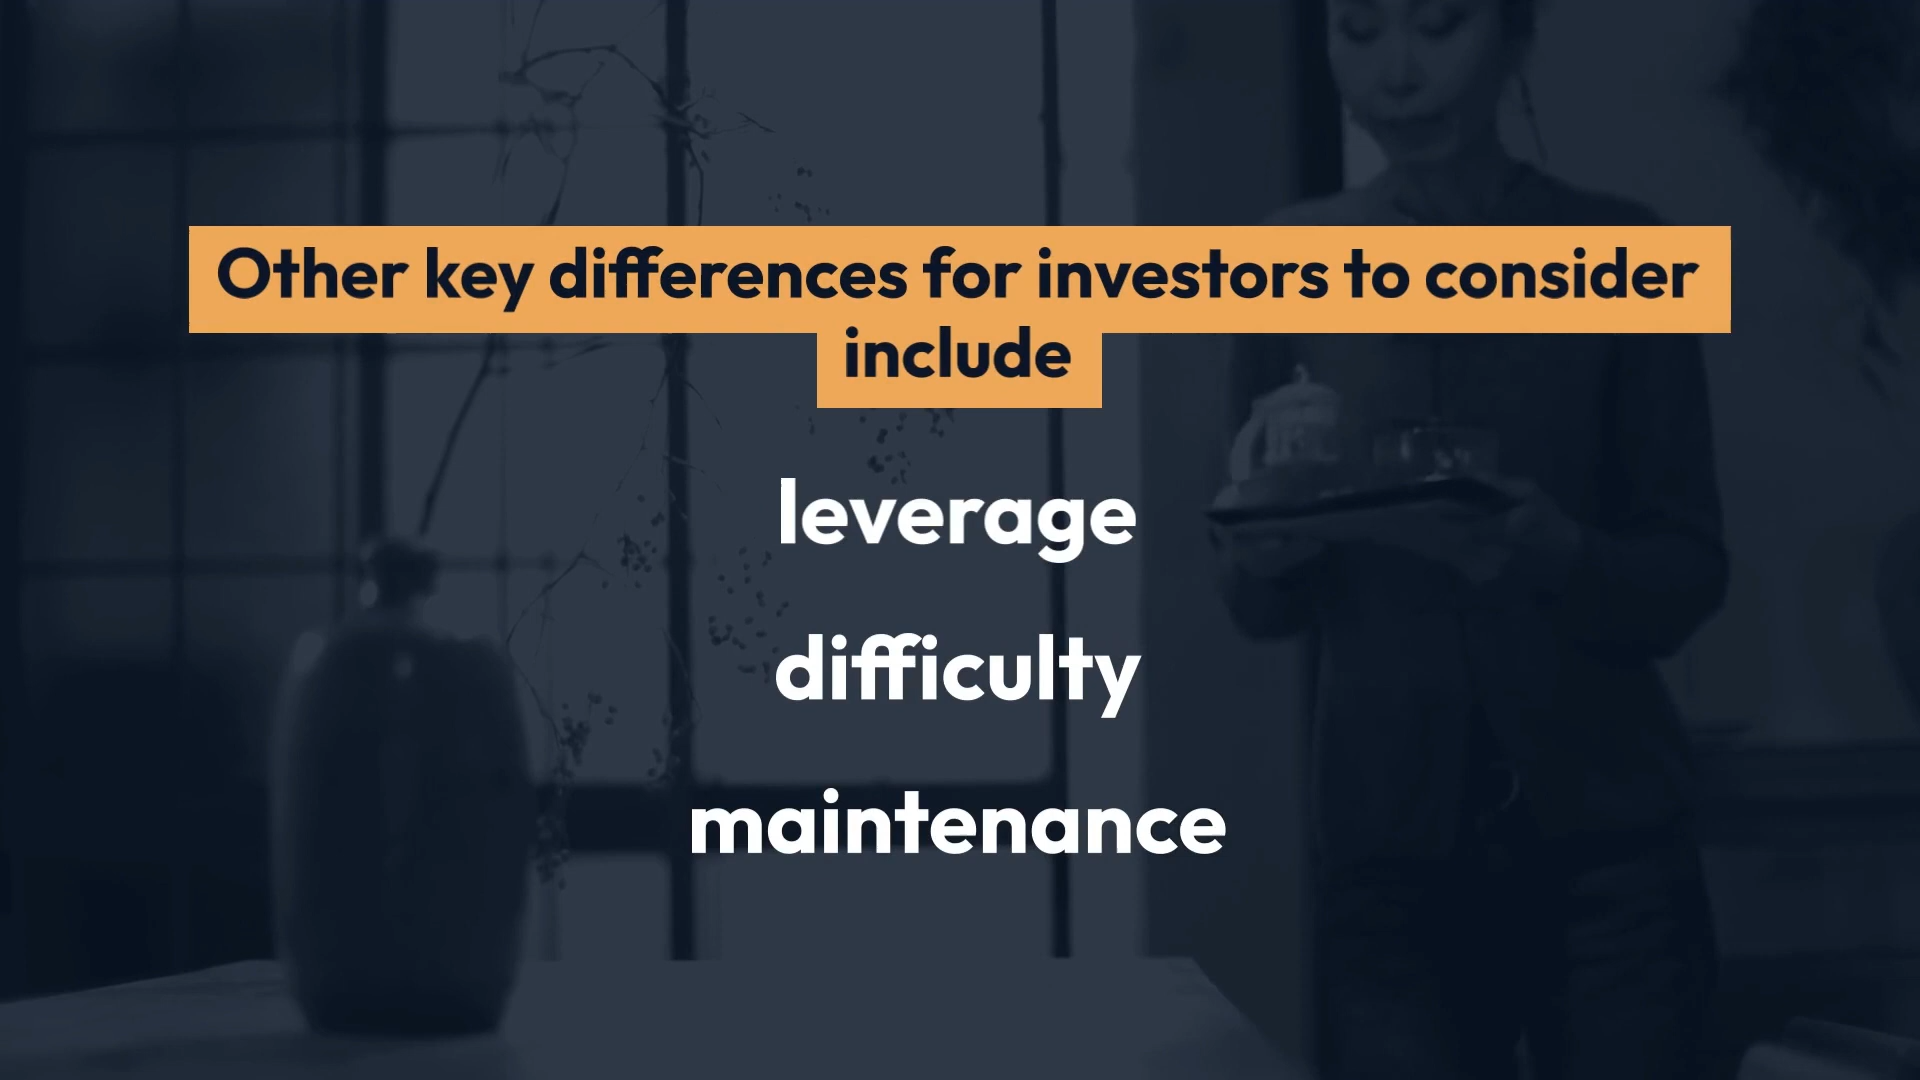 Other key differences for investors to consider
include
leverage
difficulty
maintenance